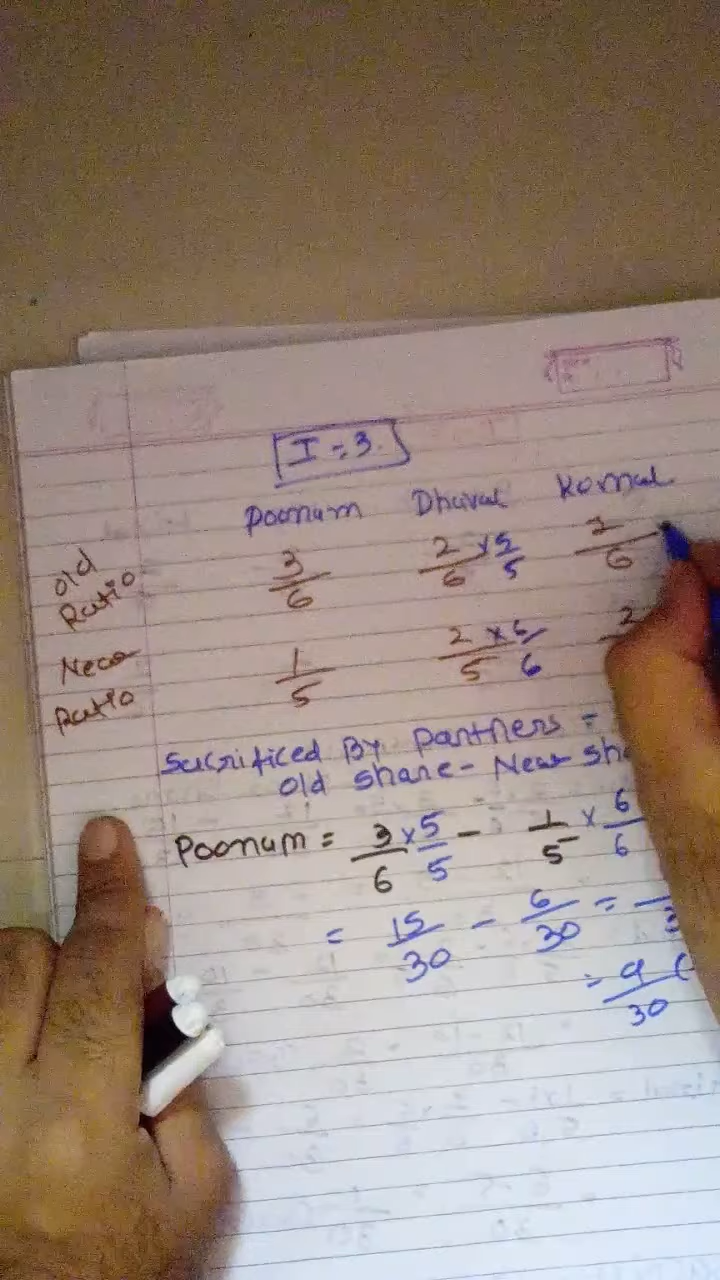 I = 3.
Poonum Dhaval Komal
Old Ratio 3/6 2/6 × 5/5 /6
New Ratio 1/5 2/5 × 6/6 2
Sacrificed By Partners =
Old Share - New Sh
Poonum = 3/6 × 5/5 - 1/5 × 6/6
= 15/30 - 6/30 =
= 9/30 (